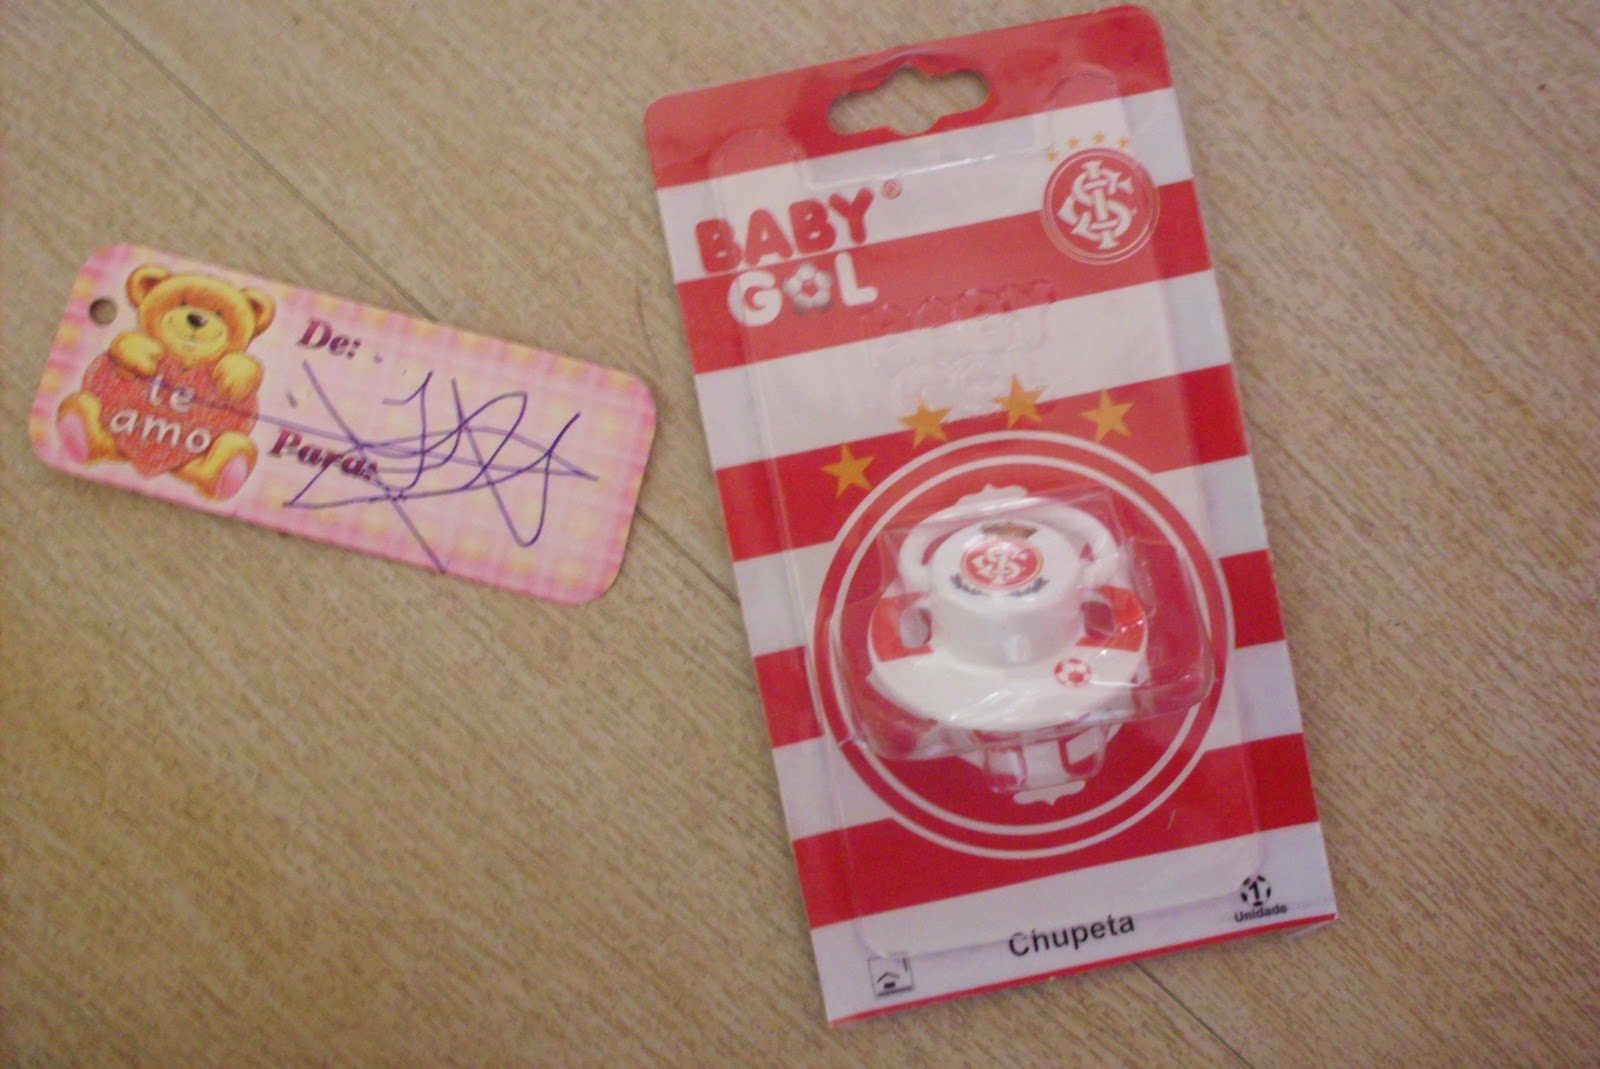 te
amo
De:
Para:
BABY®
GOL
Chupeta
1
Unidade